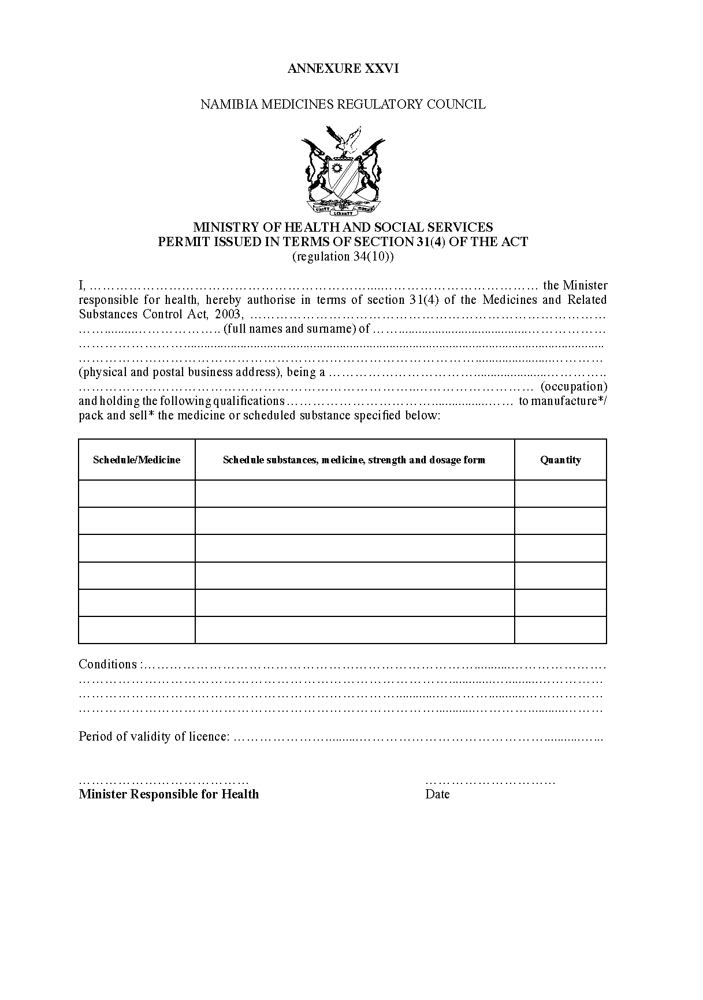 ANNEXURE XXVI
NAMIBIA MEDICINES REGULATORY COUNCIL
UNITY LIBERTY JUSTICE
MINISTRY OF HEALTH AND SOCIAL SERVICES
PERMIT ISSUED IN TERMS OF SECTION 31(4) OF THE ACT
(regulation 34(10))
I, ……………………………………………………………...…………………………… the Minister
responsible for health, hereby authorise in terms of section 31(4) of the Medicines and Related
Substances Control Act, 2003, ………………………………………………………………………
……..........……………….. (full names and surname) of ……..........................................………………
……………………..............................................................................................................................
………………………………………………………………………………........................…………
(physical and postal business address), being a ……………………………......................…………..
…………………………………………………………………..……………………… (occupation)
and holding the following qualifications ……………………………..................…… to manufacture*/
pack and sell* the medicine or scheduled substance specified below:
Schedule/Medicine Schedule substances, medicine, strength and dosage form Quantity
Conditions :…………………………………………………………………...........………………….
…………………………………………………………………………..............…..........……………
………………………………………………………………............…………...........………………
………………………………………………………………………...........…………...........………
Period of validity of licence: …………………..........……………………………………...........…...
………………………………… …………………………
Minister Responsible for Health Date